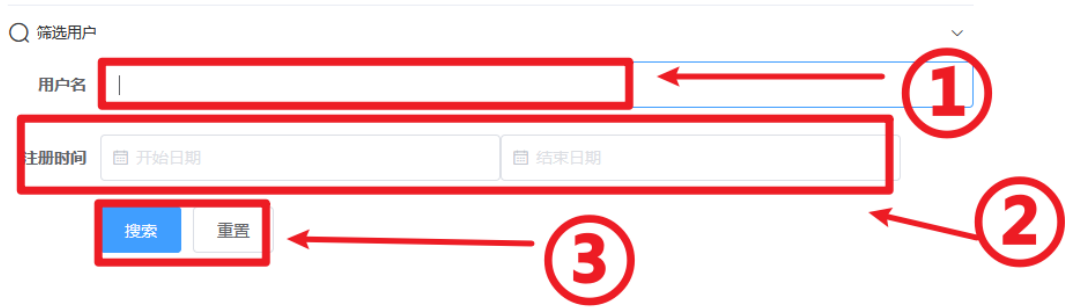 筛选用户
用户名
①
注册时间 开始日期 结束日期
②
搜索 重置
③